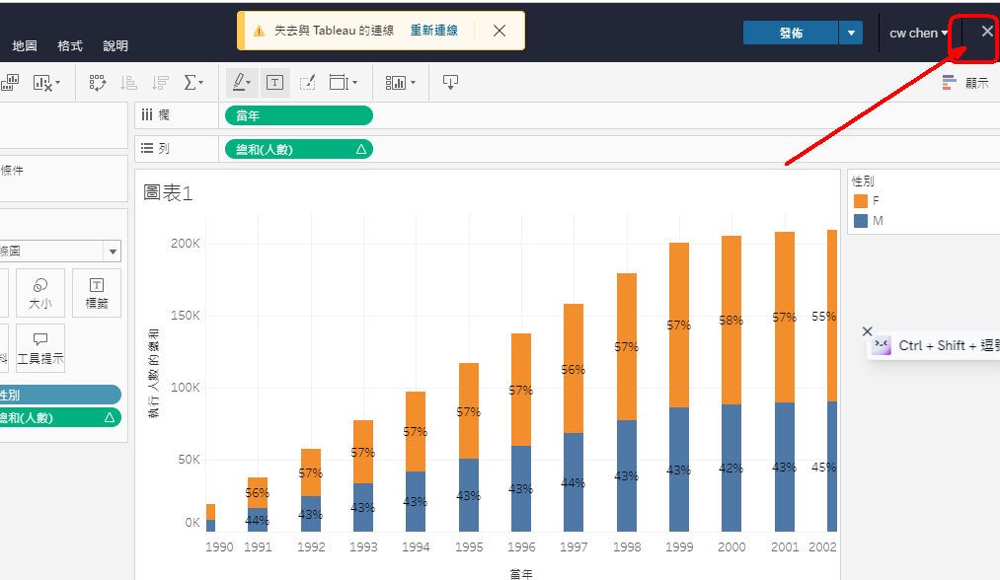 失去與 Tableau 的連線 重新連線
發佈
cw chen
地圖 格式 說明
顯示
欄 當年
列 總和(人數)
條件
圖表1
性別
F
M
條圖
大小 標籤
工具提示
性別
總和(人數)
200K
150K
100K
50K
0K
執行 人數 的 總和
56% 57% 57% 57% 57% 57% 56% 57% 57% 58% 57% 55%
44% 43% 43% 43% 43% 43% 44% 43% 43% 42% 43% 45%
1990 1991 1992 1993 1994 1995 1996 1997 1998 1999 2000 2001 2002
當年
Ctrl + Shift + 逗